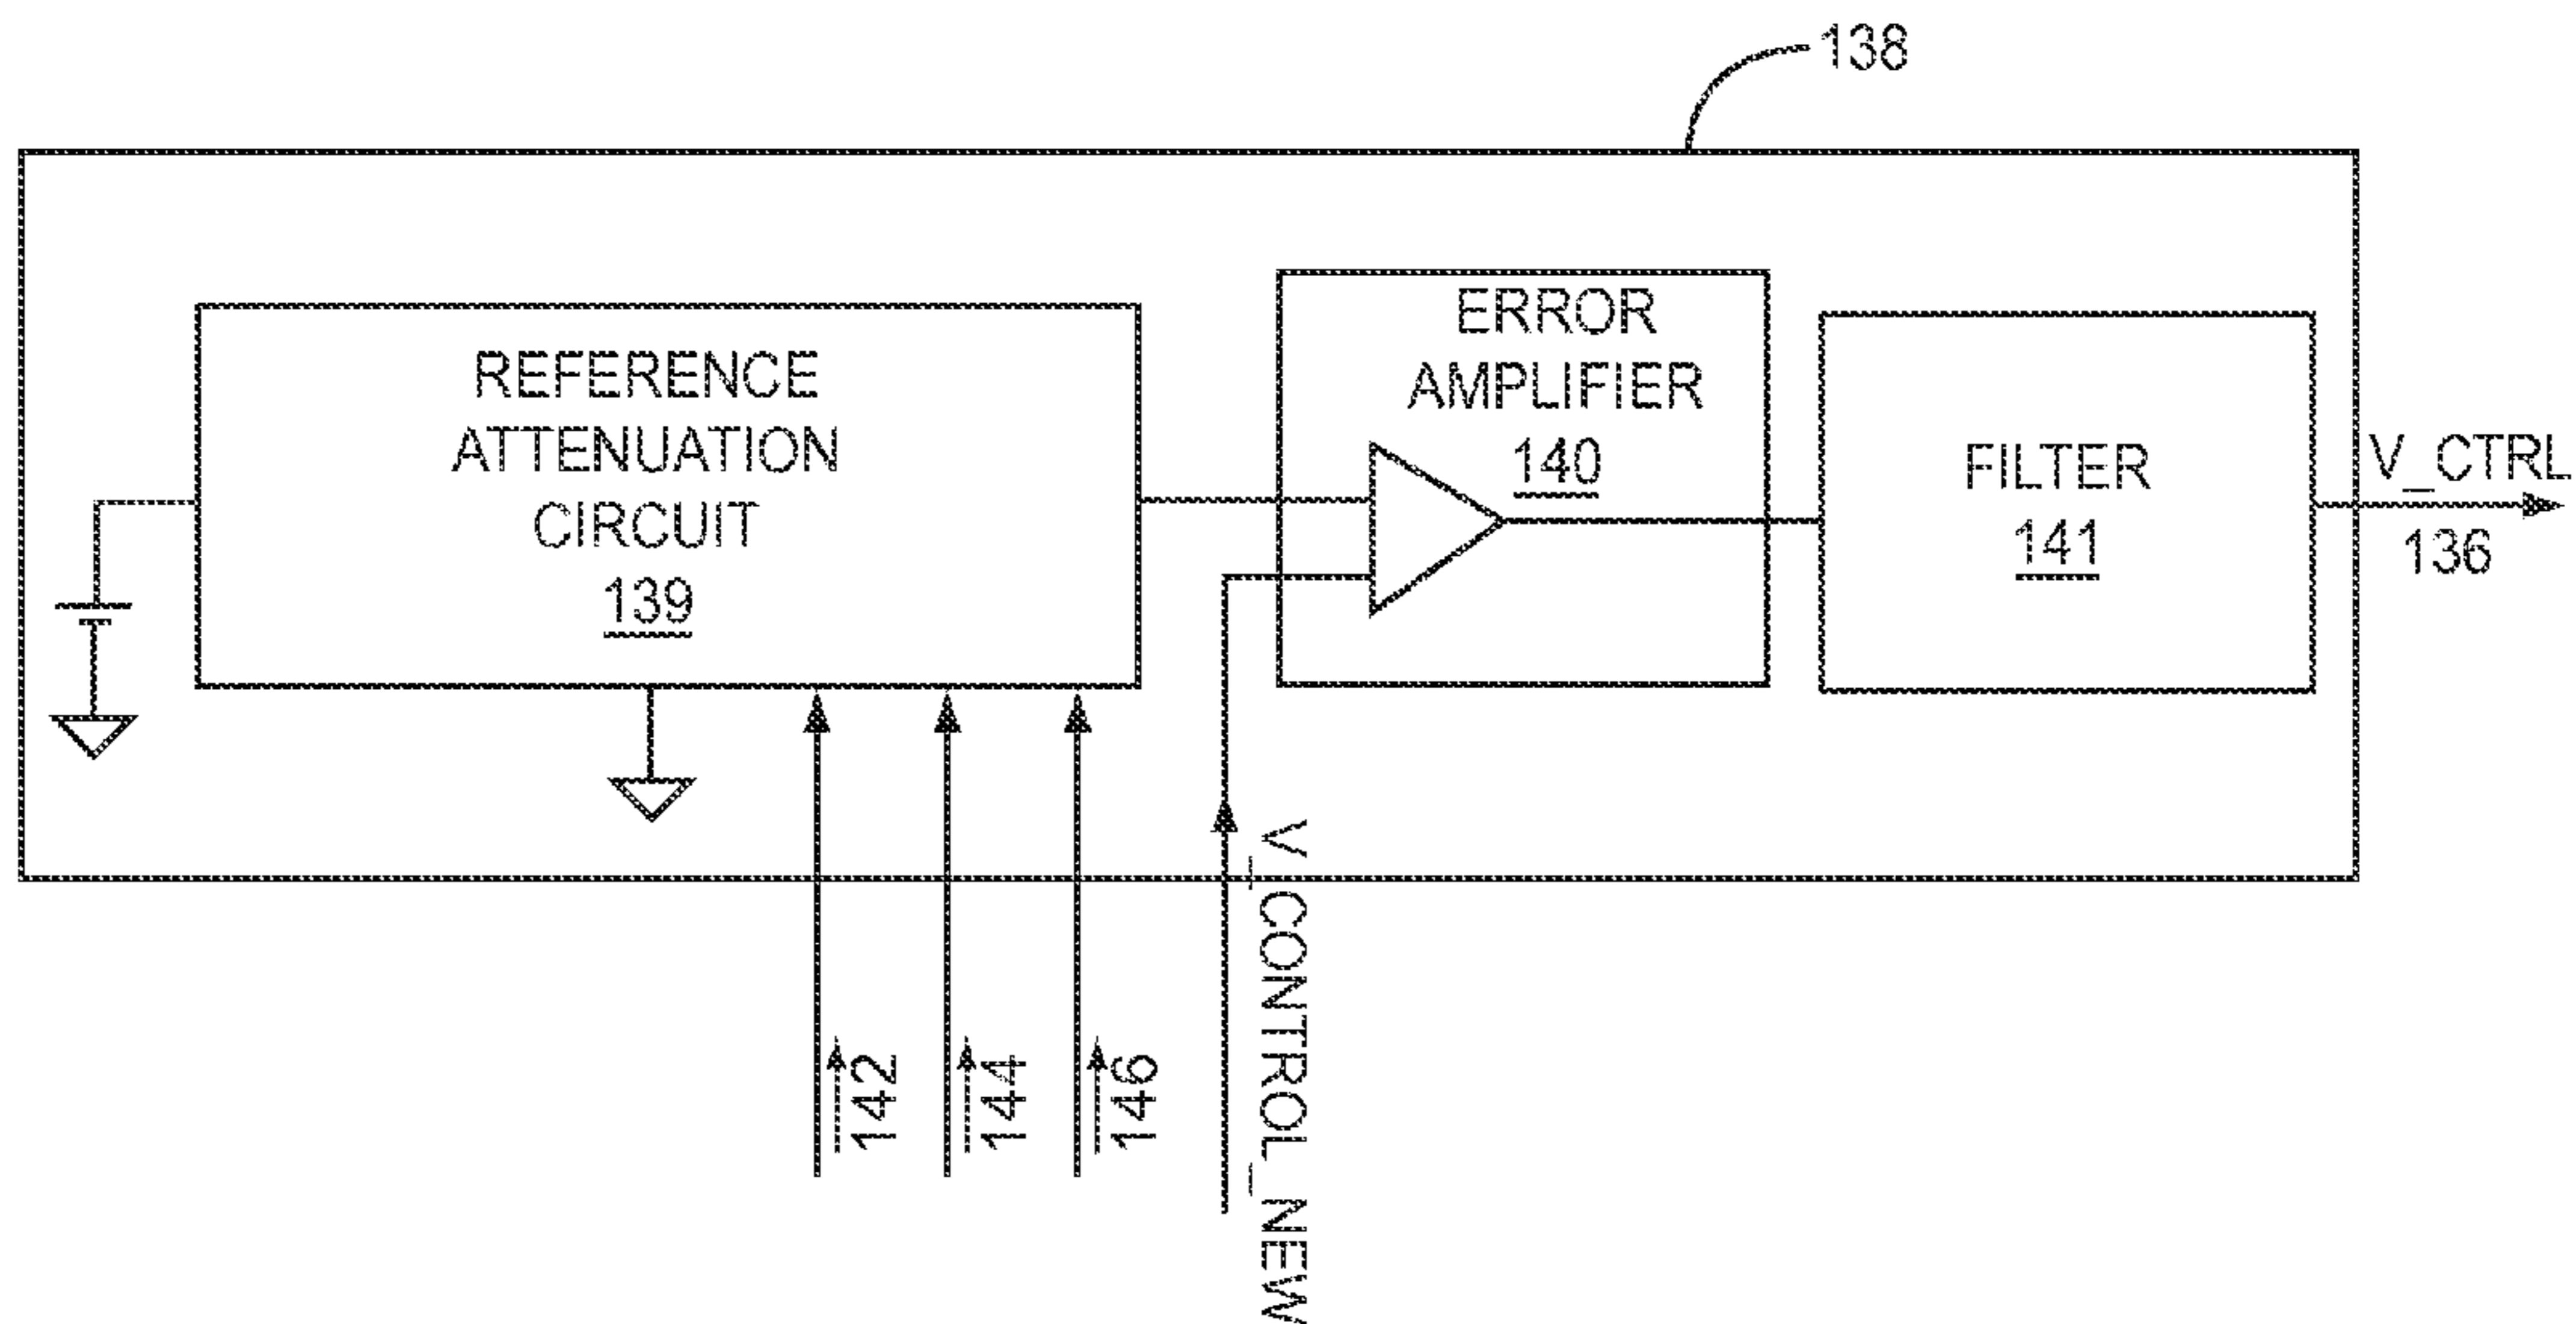 138
REFERENCE
ATTENUATION
CIRCUIT
139
ERROR
AMPLIFIER
140
FILTER
141
V_CTRL
136
142
144
146
V_CONTROL_NEW